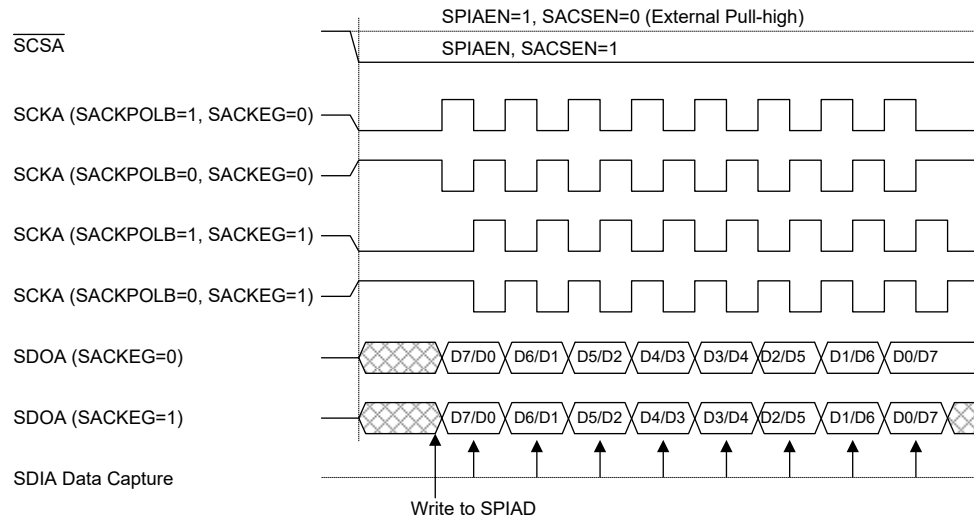 SPIAEN=1, SACSEN=0 (External Pull-high)
SCSA
SPIAEN, SACSEN=1
SCKA (SACKPOLB=1, SACKEG=0)
SCKA (SACKPOLB=0, SACKEG=0)
SCKA (SACKPOLB=1, SACKEG=1)
SCKA (SACKPOLB=0, SACKEG=1)
SDOA (SACKEG=0) D7/D0 D6/D1 D5/D2 D4/D3 D3/D4 D2/D5 D1/D6 D0/D7
SDOA (SACKEG=1) D7/D0 D6/D1 D5/D2 D4/D3 D3/D4 D2/D5 D1/D6 D0/D7
SDIA Data Capture
Write to SPIAD